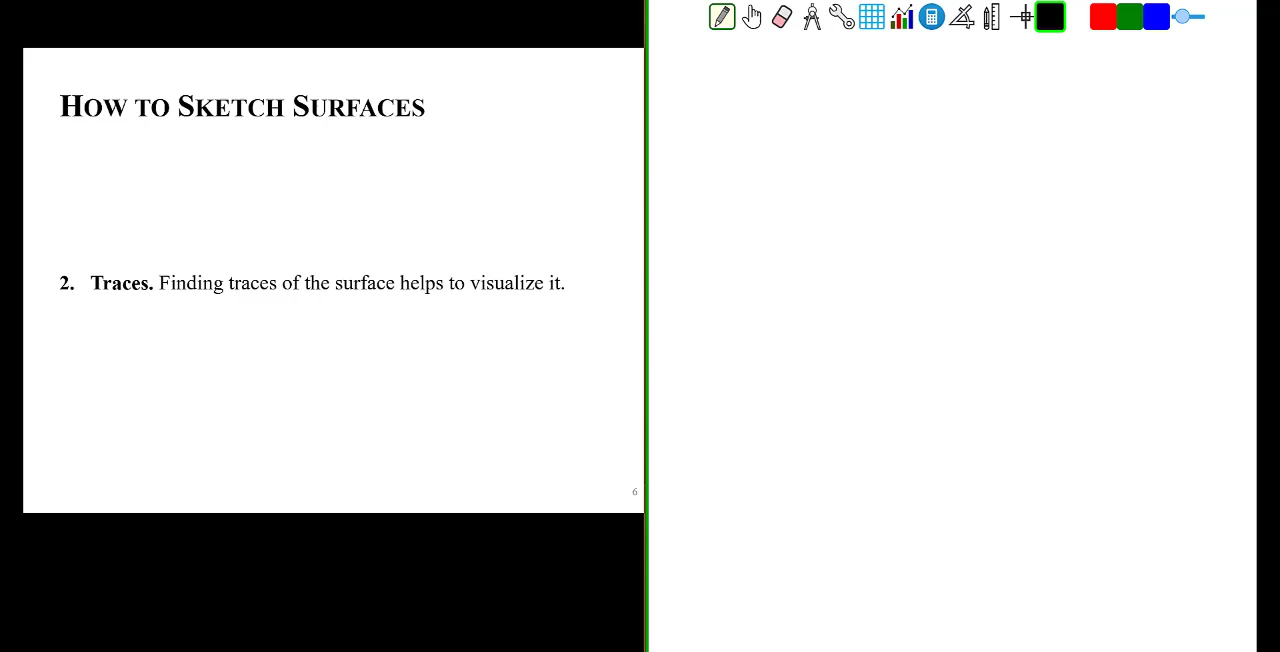 HOW TO SKETCH SURFACES
2. Traces. Finding traces of the surface helps to visualize it.
6